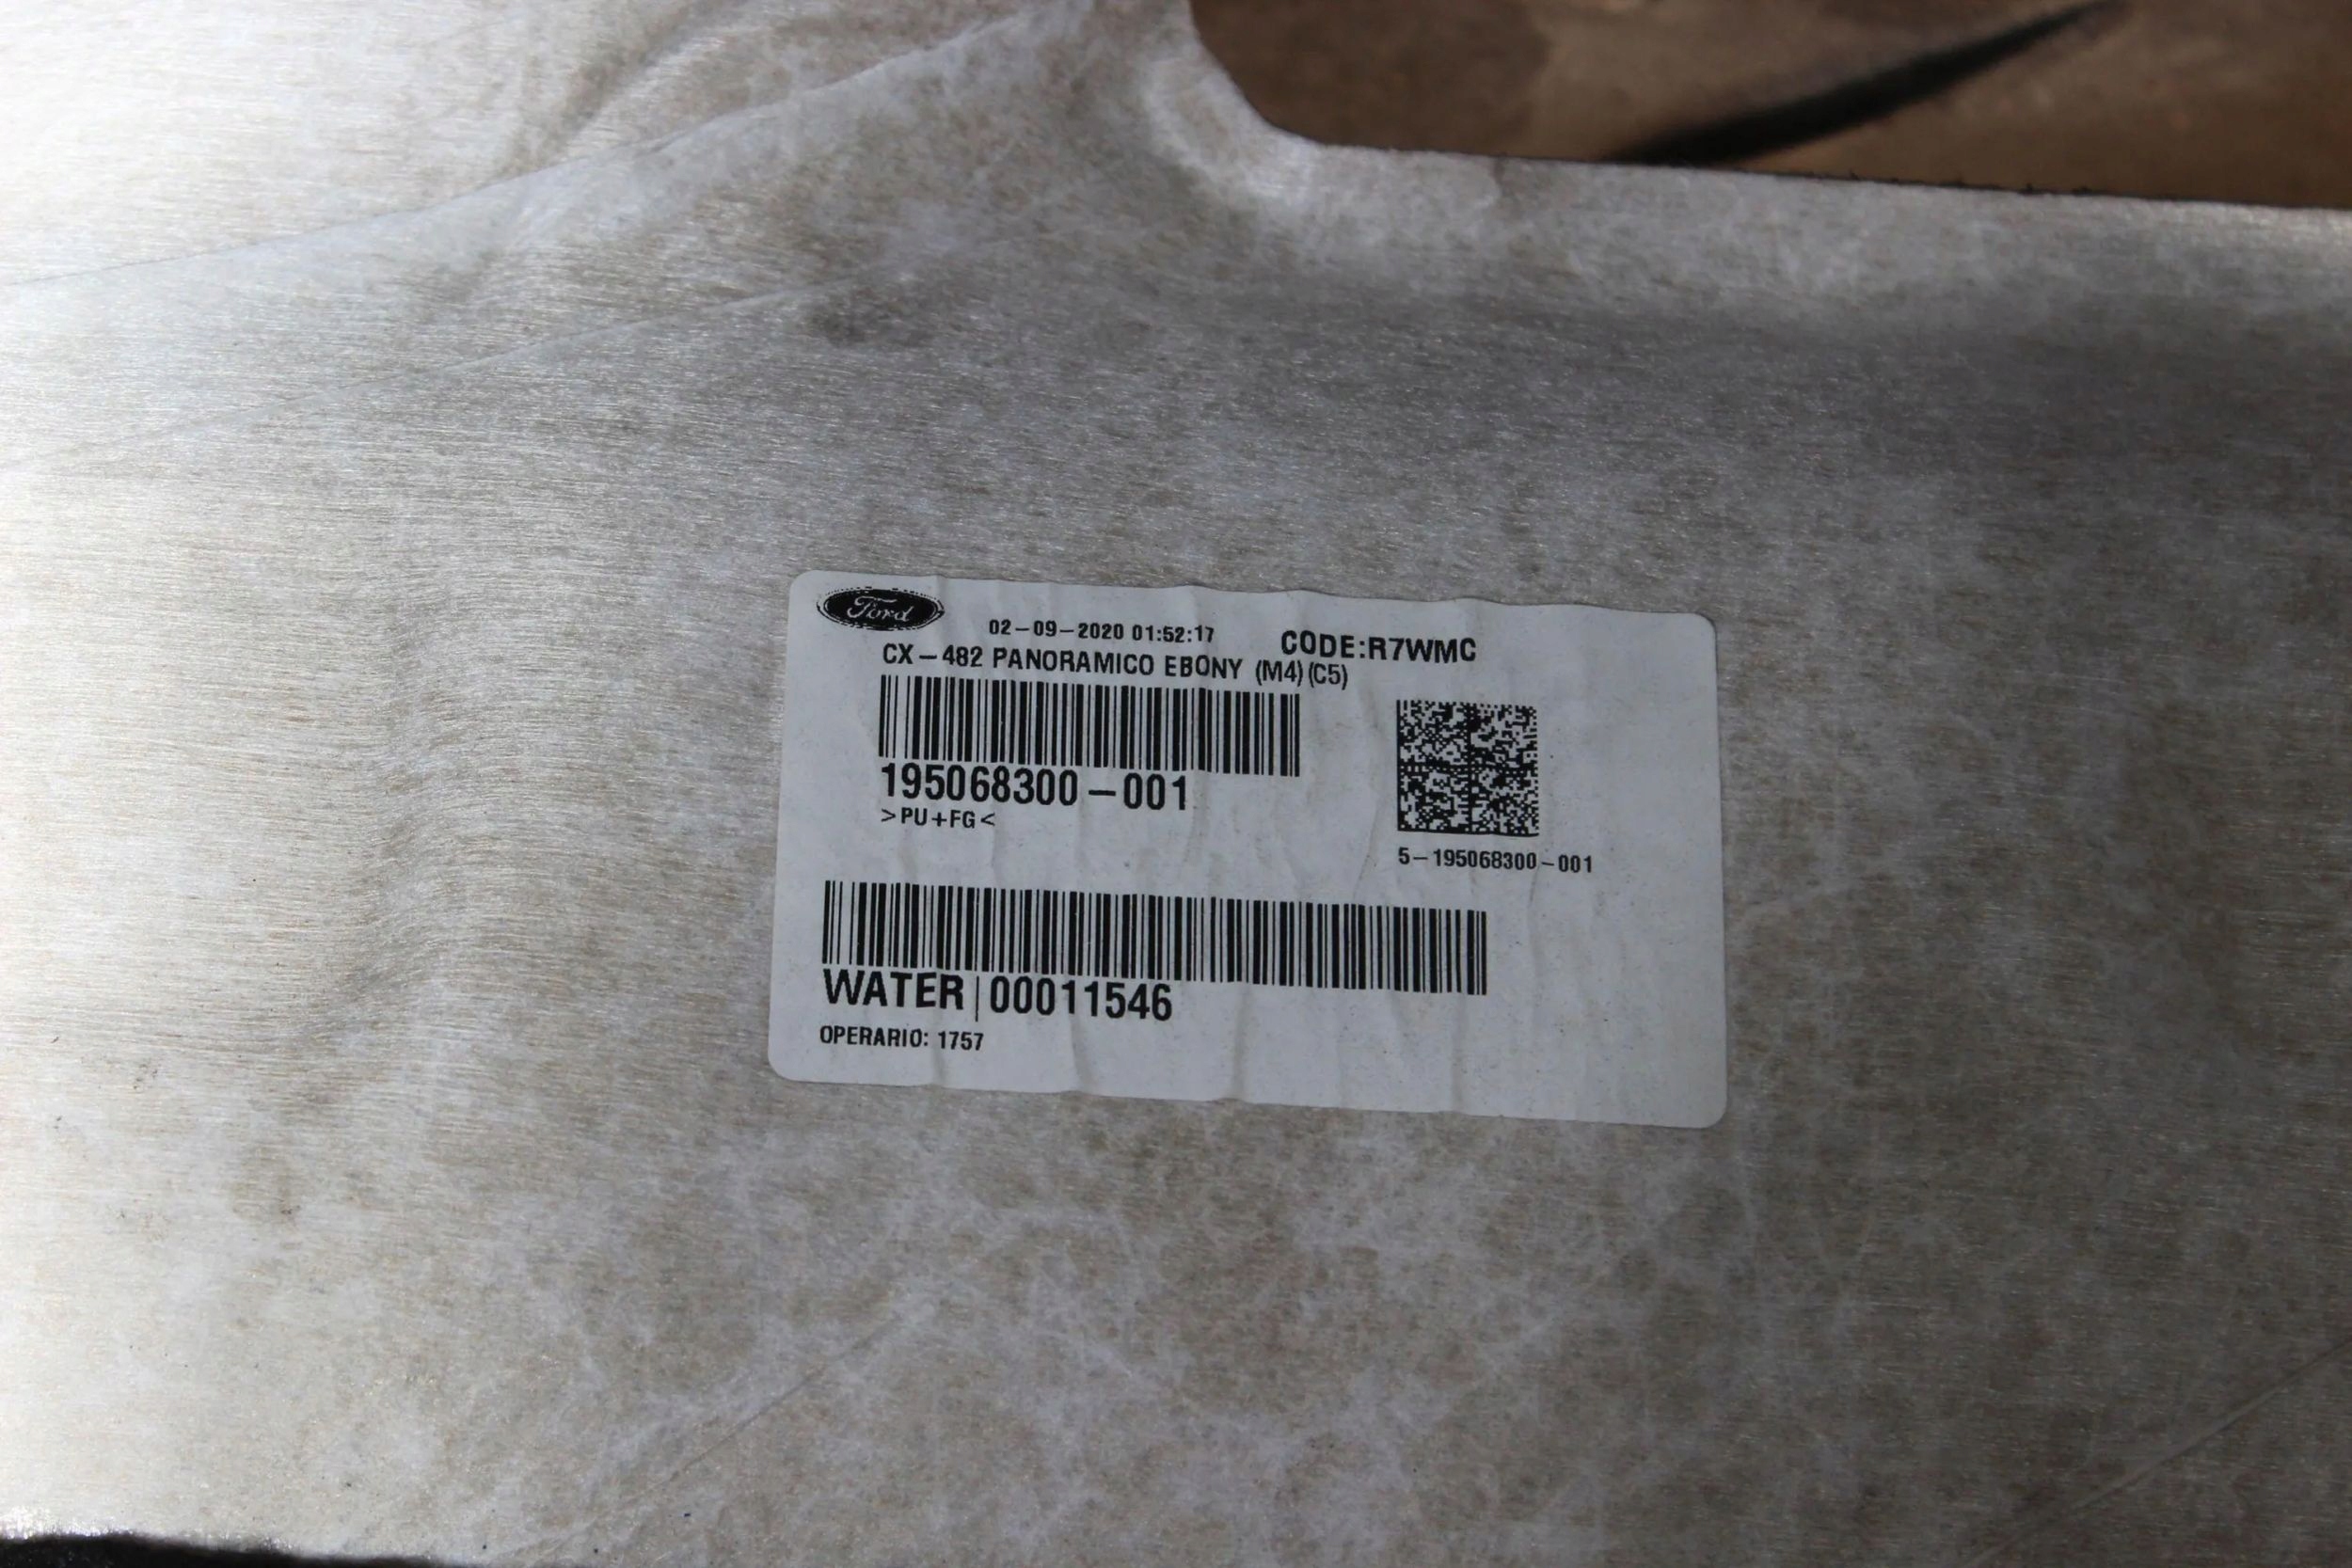 Ford
02-09-2020 01:52:17 CODE:R7WMC
CX-482 PANORAMICO EBONY (M4)(C5)
195068300-001
>PU+FG<
5-195068300-001
WATER|00011546
OPERARIO: 1757